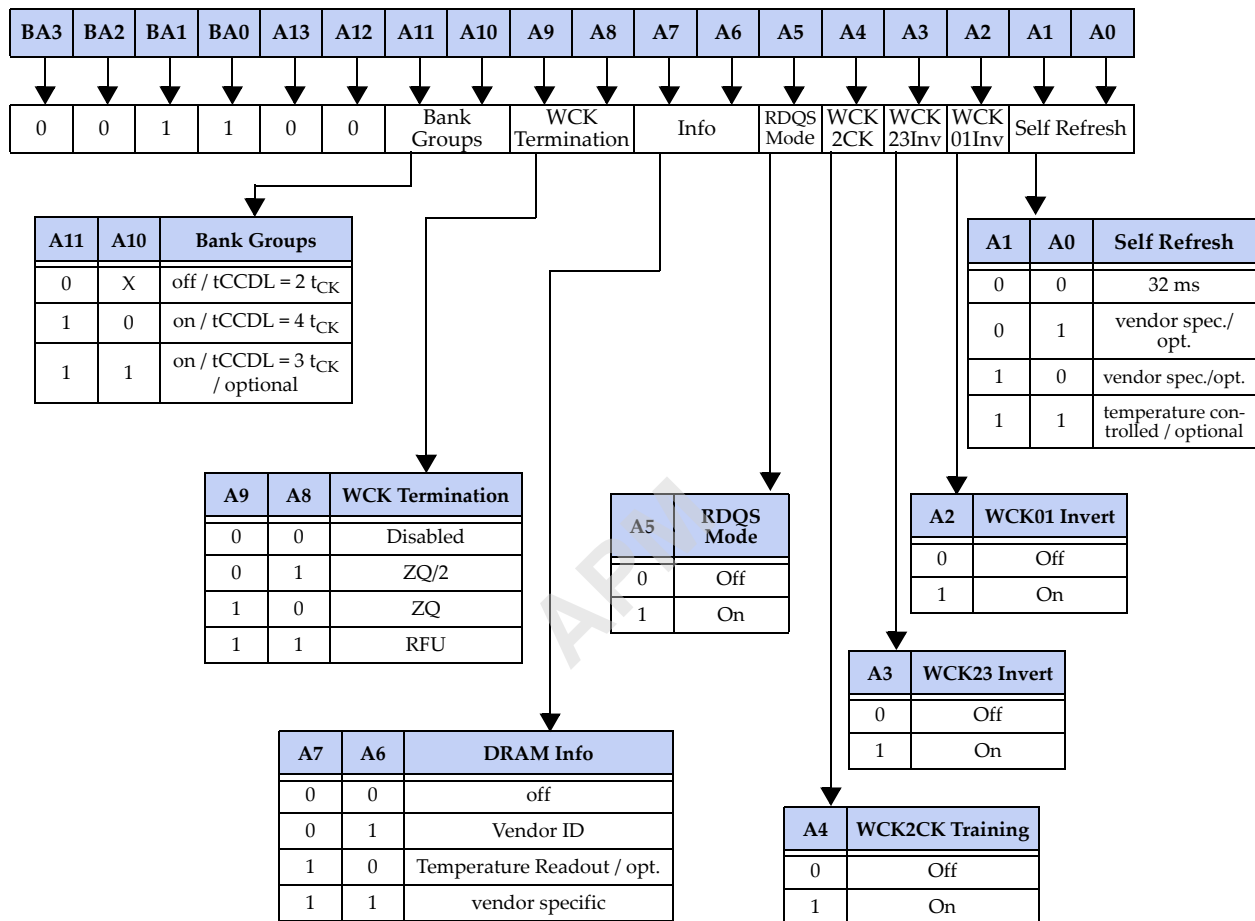 BA3 BA2 BA1 BA0 A13 A12 A11 A10 A9 A8 A7 A6 A5 A4 A3 A2 A1 A0
0 0 1 1 0 0 Bank Groups WCK Termination Info RDQS Mode WCK 2CK WCK 23Inv WCK 01Inv Self Refresh
A11 A10 Bank Groups
0 X off / tCCDL = 2 tCK
1 0 on / tCCDL = 4 tCK
1 1 on / tCCDL = 3 tCK
/ optional
A1 A0 Self Refresh
0 0 32 ms
0 1 vendor spec./
opt.
1 0 vendor spec./opt.
1 1 temperature con-
trolled / optional
A9 A8 WCK Termination
0 0 Disabled
0 1 ZQ/2
1 0 ZQ
1 1 RFU
A5 RDQS
Mode
0 Off
1 On
A2 WCK01 Invert
0 Off
1 On
A3 WCK23 Invert
0 Off
1 On
A7 A6 DRAM Info
0 0 off
0 1 Vendor ID
1 0 Temperature Readout / opt.
1 1 vendor specific
A4 WCK2CK Training
0 Off
1 On
APM